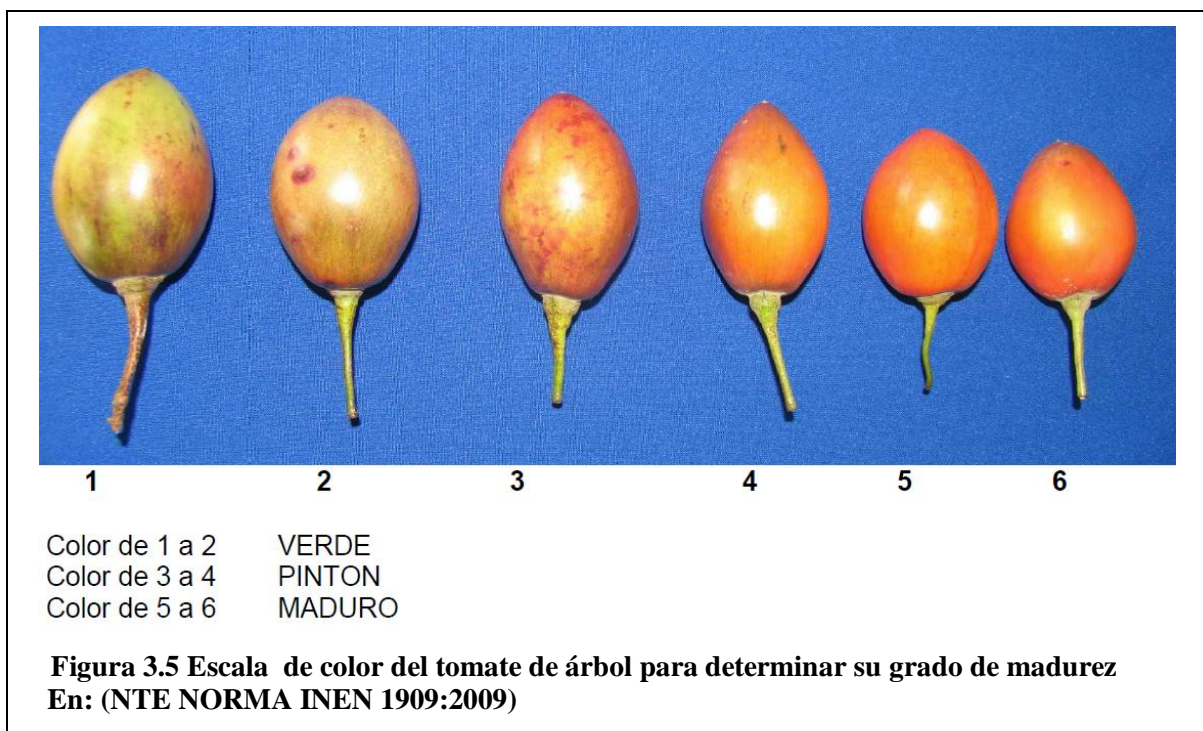 1 2 3 4 5 6
Color de 1 a 2 VERDE
Color de 3 a 4 PINTON
Color de 5 a 6 MADURO
Figura 3.5 Escala de color del tomate de árbol para determinar su grado de madurez
En: (NTE NORMA INEN 1909:2009)